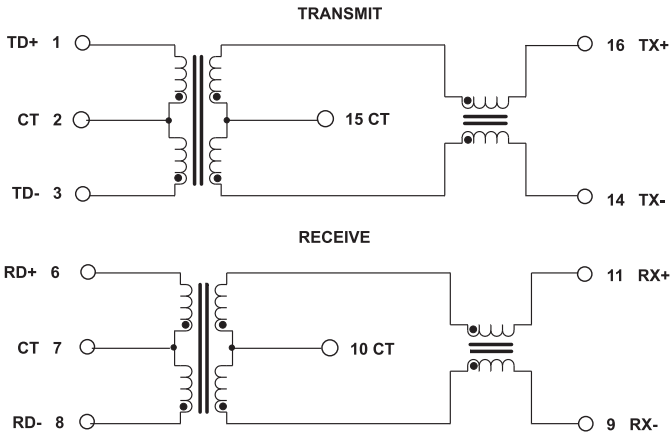 TRANSMIT
TD+ 1
16 TX+
CT 2
15 CT
TD- 3
14 TX-
RECEIVE
RD+ 6
11 RX+
CT 7
10 CT
RD- 8
9 RX-